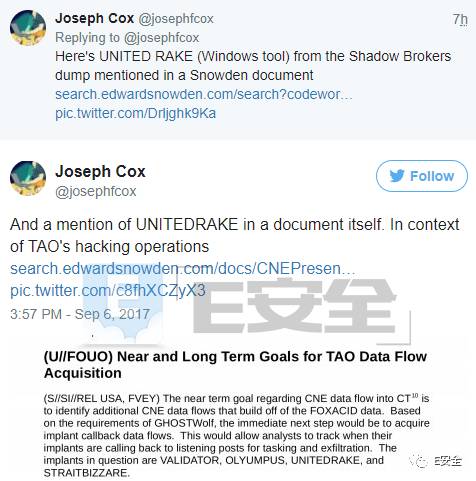 Joseph Cox @josephfcox
7h
Replying to @josephfcox
Here's UNITED RAKE (Windows tool) from the Shadow Brokers
dump mentioned in a Snowden document
search.edwardsnowden.com/search?codewor…
pic.twitter.com/Drljghk9Ka
Joseph Cox
@josephfcox
Follow
And a mention of UNITEDRAKE in a document itself. In context
of TAO's hacking operations
search.edwardsnowden.com/docs/CNEPresen…
pic.twitter.com/c8fhXCZyX3
3:57 PM - Sep 6, 2017
E安全
(U//FOUO) Near and Long Term Goals for TAO Data Flow
Acquisition
(S//SI//REL USA, FVEY) The near term goal regarding CNE data flow into CT¹⁰ is
to identify additional CNE data flows that build off of the FOXACID data. Based
on the requirements of GHOSTWolf, the immediate next step would be to acquire
implant callback data flows. This would allow analysts to track when their
implants are calling back to listening posts for tasking and exfiltration. The
implants in question are VALIDATOR, OLYUMPUS, UNITEDRAKE, and
STRAITBIZZARE.
E安全